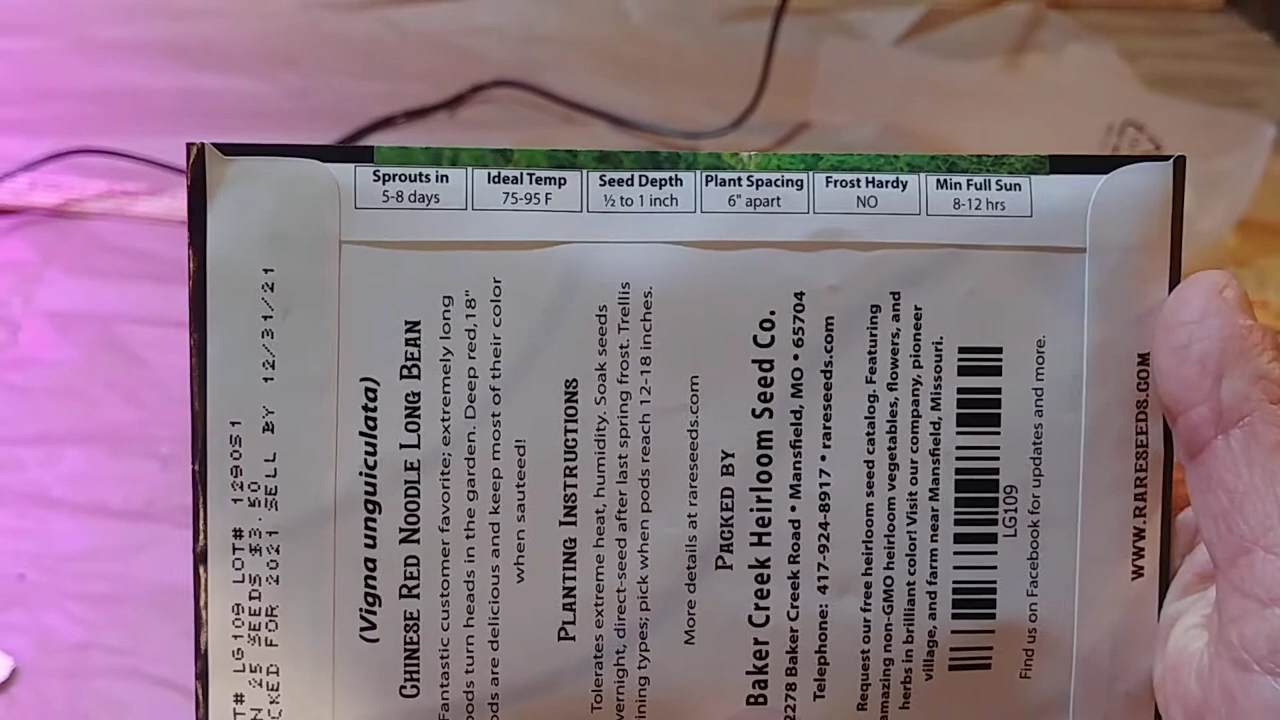 Sprouts in
5-8 days
Ideal Temp
75-95 F
Seed Depth
½ to 1 inch
Plant Spacing
6" apart
Frost Hardy
NO
Min Full Sun
8-12 hrs
LG109 LOT# 1290S1
25 SEEDS $3.50
FOR 2021 SELL BY 12/31/21
(Vigna unguiculata)
Chinese Red Noodle Long Bean
Fantastic customer favorite; extremely long
turn heads in the garden. Deep red, 18"
are delicious and keep most of their color
when sauteed!
Planting Instructions
Tolerates extreme heat, humidity. Soak seeds
direct-seed after last spring frost. Trellis
types; pick when pods reach 12-18 inches.
More details at rareseeds.com
Packed by
Baker Creek Heirloom Seed Co.
2278 Baker Creek Road • Mansfield, MO • 65704
Telephone: 417-924-8917 • rareseeds.com
Request our free heirloom seed catalog. Featuring
amazing non-GMO heirloom vegetables, flowers, and
herbs in brilliant color! Visit our company, pioneer
village, and farm near Mansfield, Missouri.
LG109
Find us on Facebook for updates and more.
WWW.RARESEEDS.COM